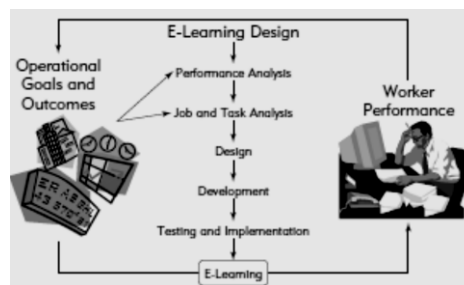 E-Learning Design
Operational
Goals and
Outcomes
Performance Analysis
Job and Task Analysis
Design
Development
Testing and Implementation
E-Learning
Worker
Performance